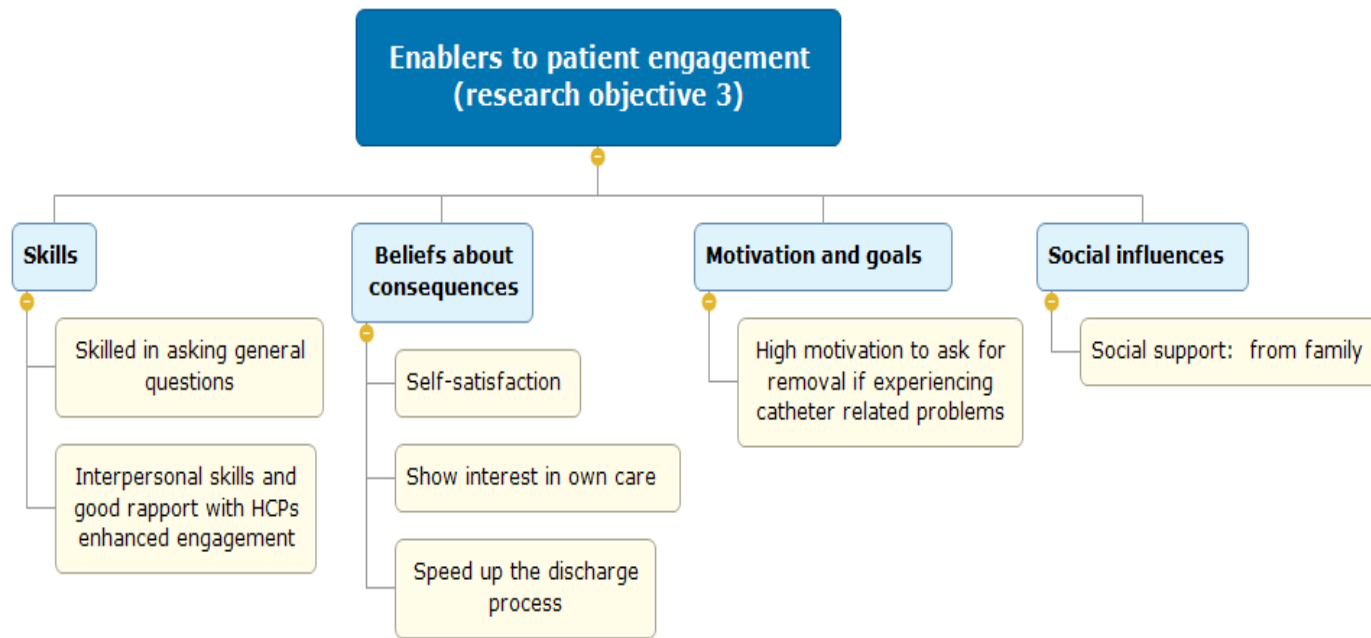 Enablers to patient engagement
(research objective 3)
Skills
Skilled in asking general
questions
Interpersonal skills and
good rapport with HCPs
enhanced engagement
Beliefs about
consequences
Self-satisfaction
Show interest in own care
Speed up the discharge
process
Motivation and goals
High motivation to ask for
removal if experiencing
catheter related problems
Social influences
Social support:  from family